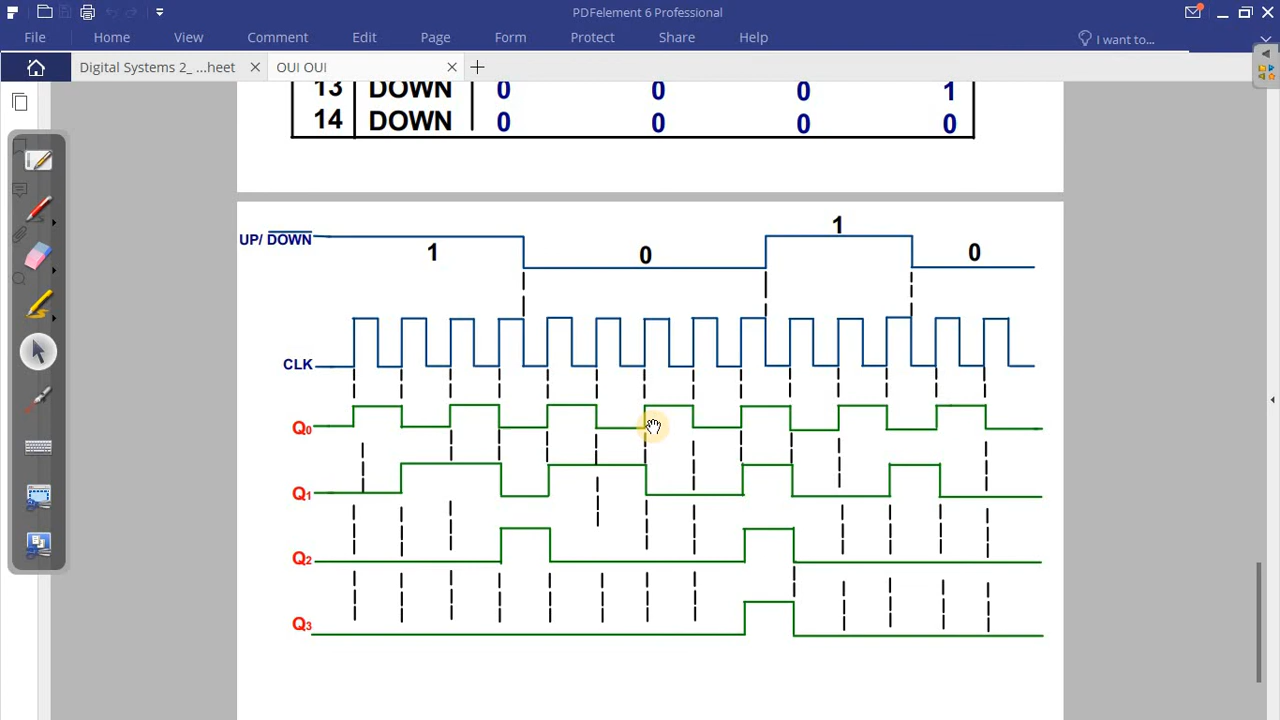 PDFelement 6 Professional
File Home View Comment Edit Page Form Protect Share Help I want to...
Digital Systems 2_ ...heet OUI OUI
13 DOWN 0 0 0 1
14 DOWN 0 0 0 0
UP/ DOWN 1 0 1 0
CLK
Q0
Q1
Q2
Q3